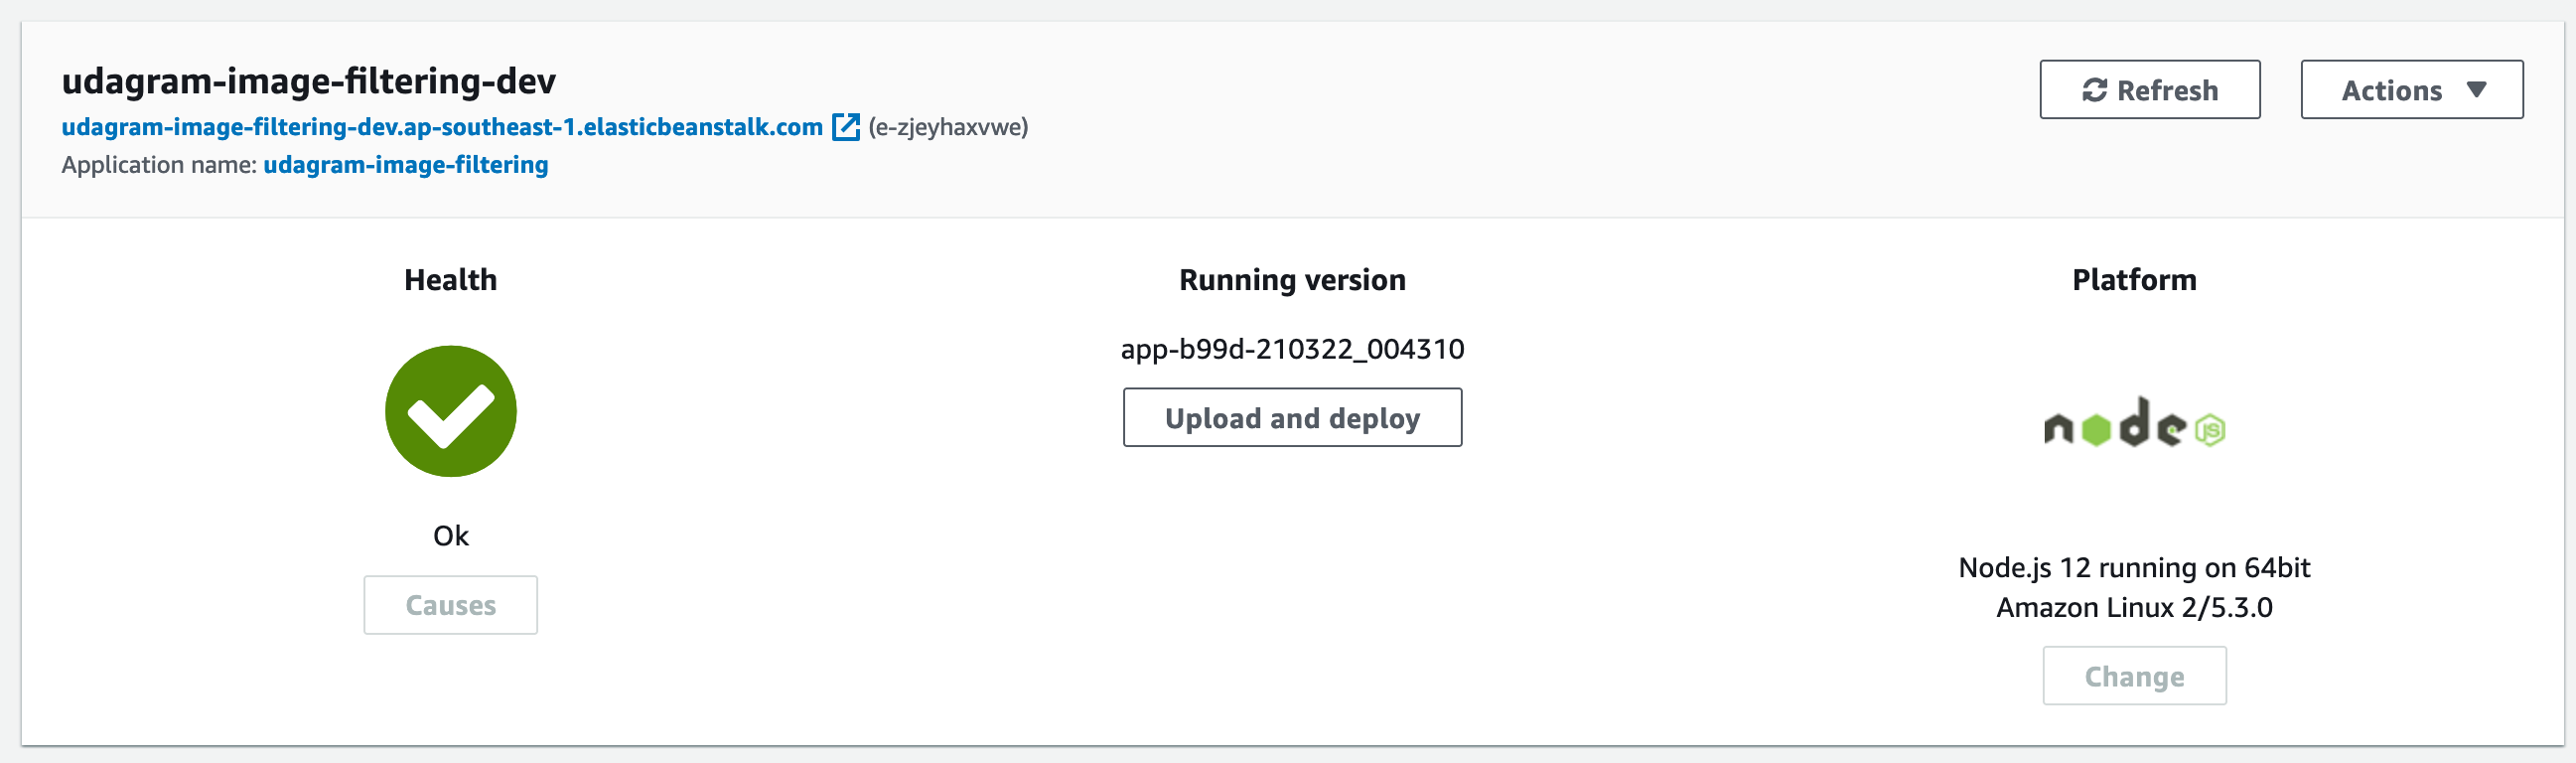 udagram-image-filtering-dev
udagram-image-filtering-dev.ap-southeast-1.elasticbeanstalk.com (e-zjeyhaxvwe)
Application name: udagram-image-filtering
Refresh
Actions
Health
Ok
Causes
Running version
app-b99d-210322_004310
Upload and deploy
Platform
node JS
Node.js 12 running on 64bit
Amazon Linux 2/5.3.0
Change